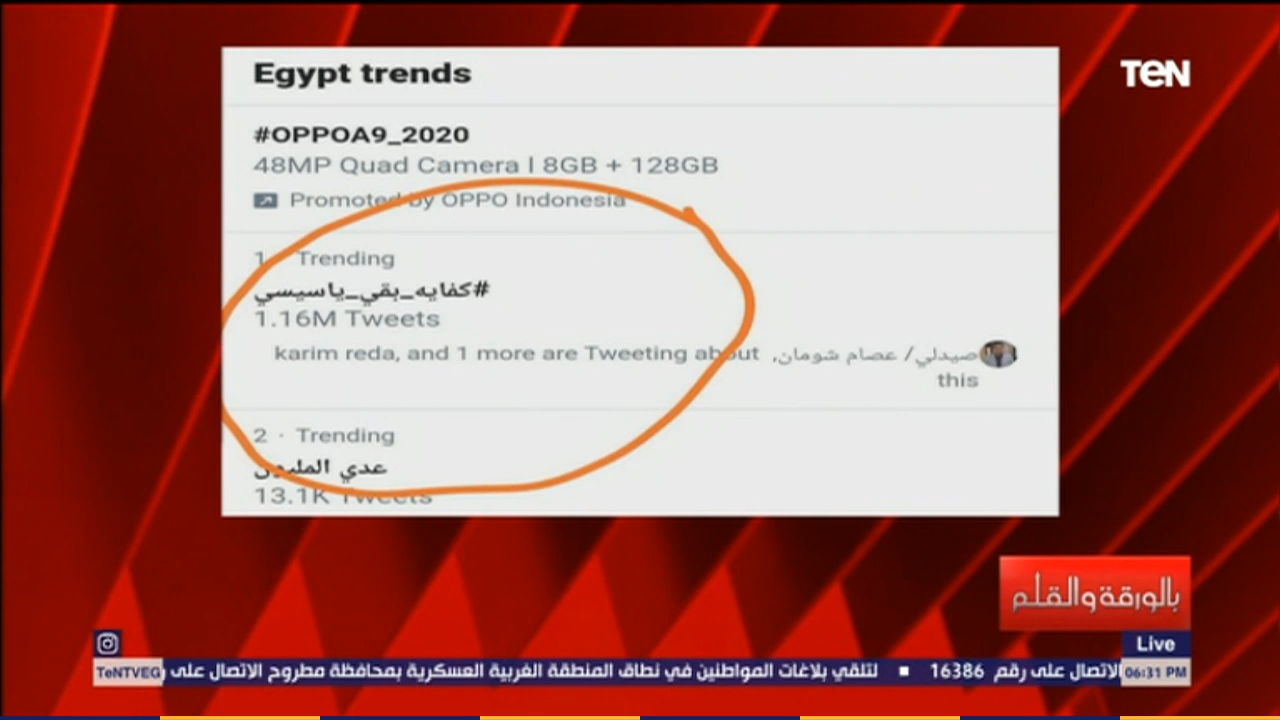 TeN
Egypt trends
#OPPOA9_2020
48MP Quad Camera | 8GB + 128GB
Promoted by OPPO Indonesia
1 · Trending
#كفايه_بقي_ياسيسي
1.16M Tweets
صيدلي/ عصام شومان, karim reda, and 1 more are Tweeting about
this
2 · Trending
عدي المليون
13.1K Tweets
بالورقة والقلم
Live
06:31 PM
الاتصال على رقم 16386 ■ لتلقي بلاغات المواطنين في نطاق المنطقة الغربية العسكرية بمحافظة مطروح الاتصال على
TeNTVEG